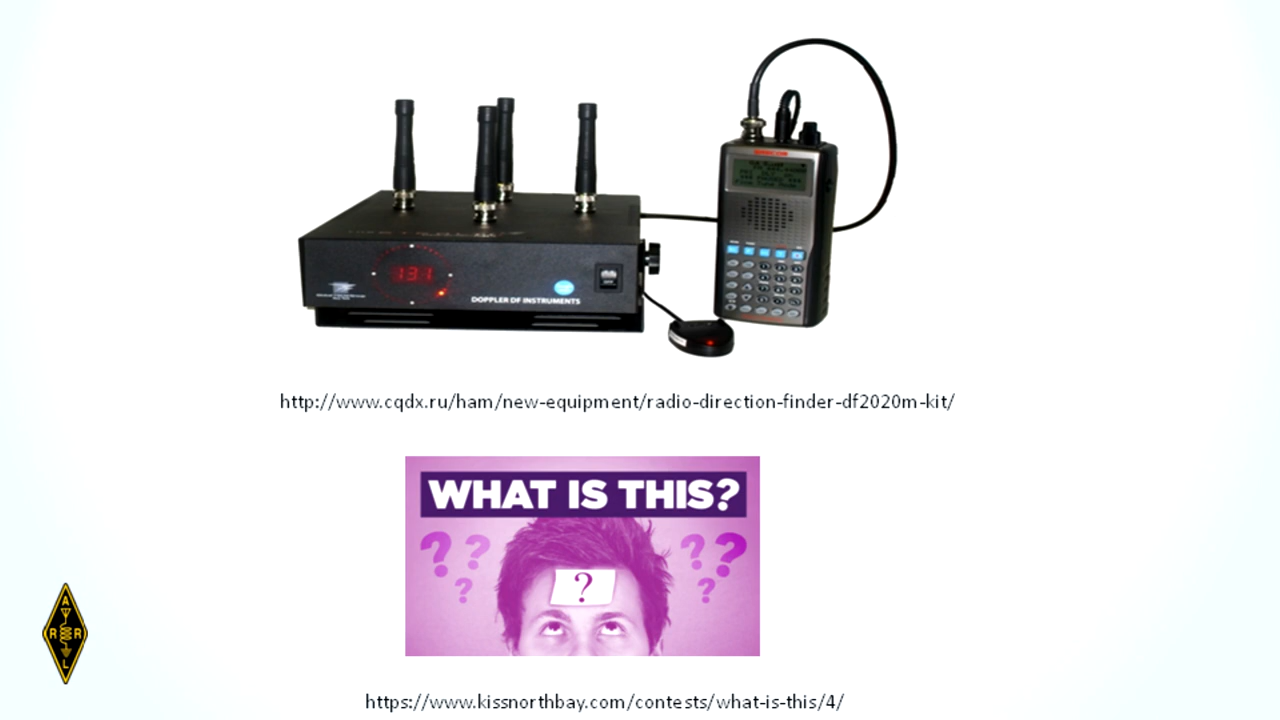 131
DOPPLER DF INSTRUMENTS
http://www.cqdx.ru/ham/new-equipment/radio-direction-finder-df2020m-kit/
WHAT IS THIS?
? ? ? ? ? ?
?
A
R R
L
https://www.kissnorthbay.com/contests/what-is-this/4/